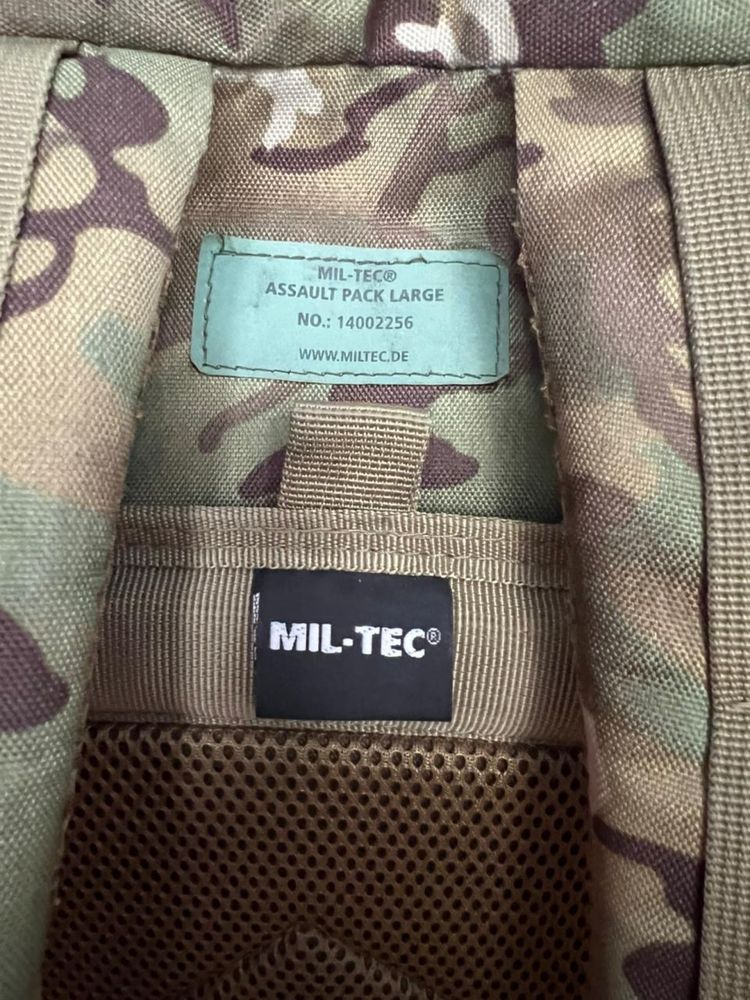 MIL-TEC®
ASSAULT PACK LARGE
NO.: 14002256
WWW.MILTEC.DE
MIL-TEC®